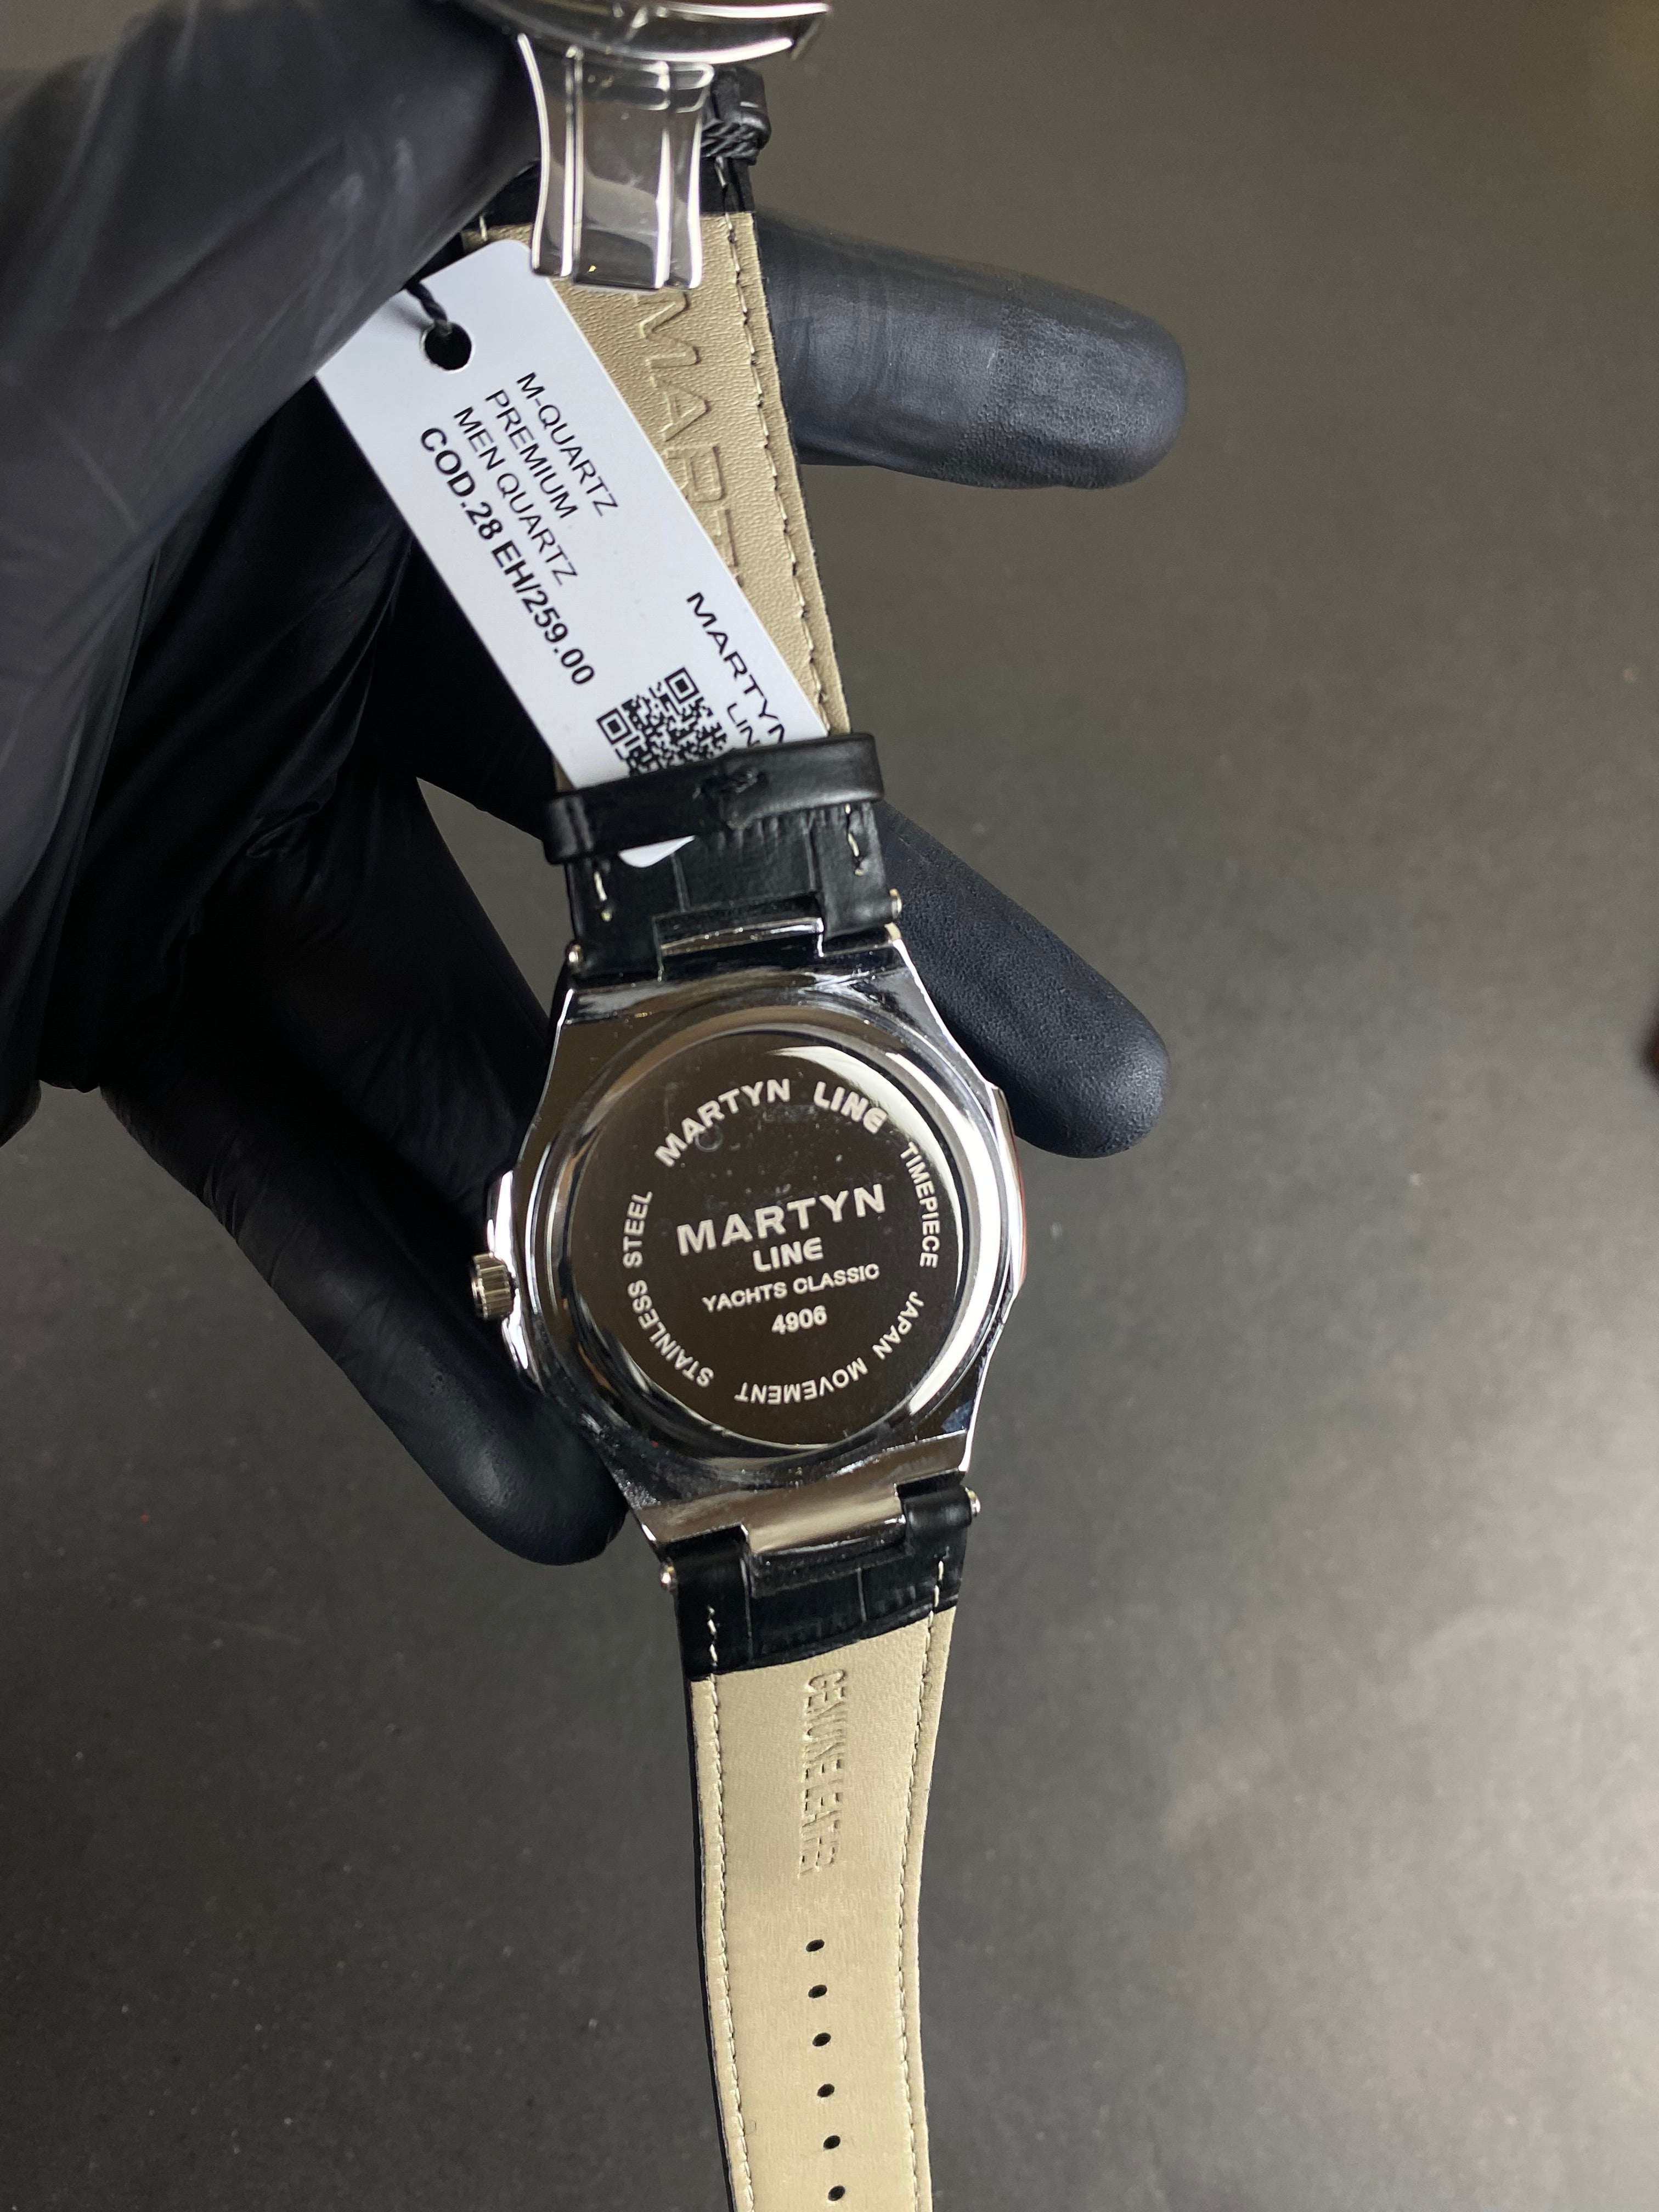 M-QUARTZ
PREMIUM
MEN QUARTZ
COD.28 EH/259.00
MARTYN
MARTYN LINE
TIMEPIECE
JAPAN MOVEMENT
STAINLESS STEEL
MARTYN
LINE
YACHTS CLASSIC
4906
GENUINE LEATHER